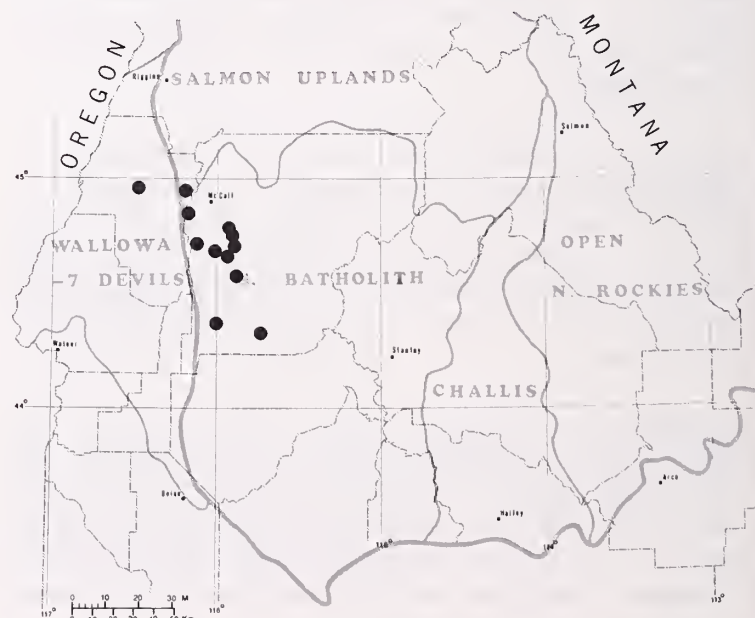 OREGON
MONTANA
Riggins
SALMON UPLANDS
Salmon
45°
McCall
WALLOWA
-7 DEVILS
OPEN
N. ROCKIES
S. BATHOLITH
Weiser
Stanley
44°
CHALLIS
Boise
Arco
Hailey
117°
116°
113°
0 10 20 30 M